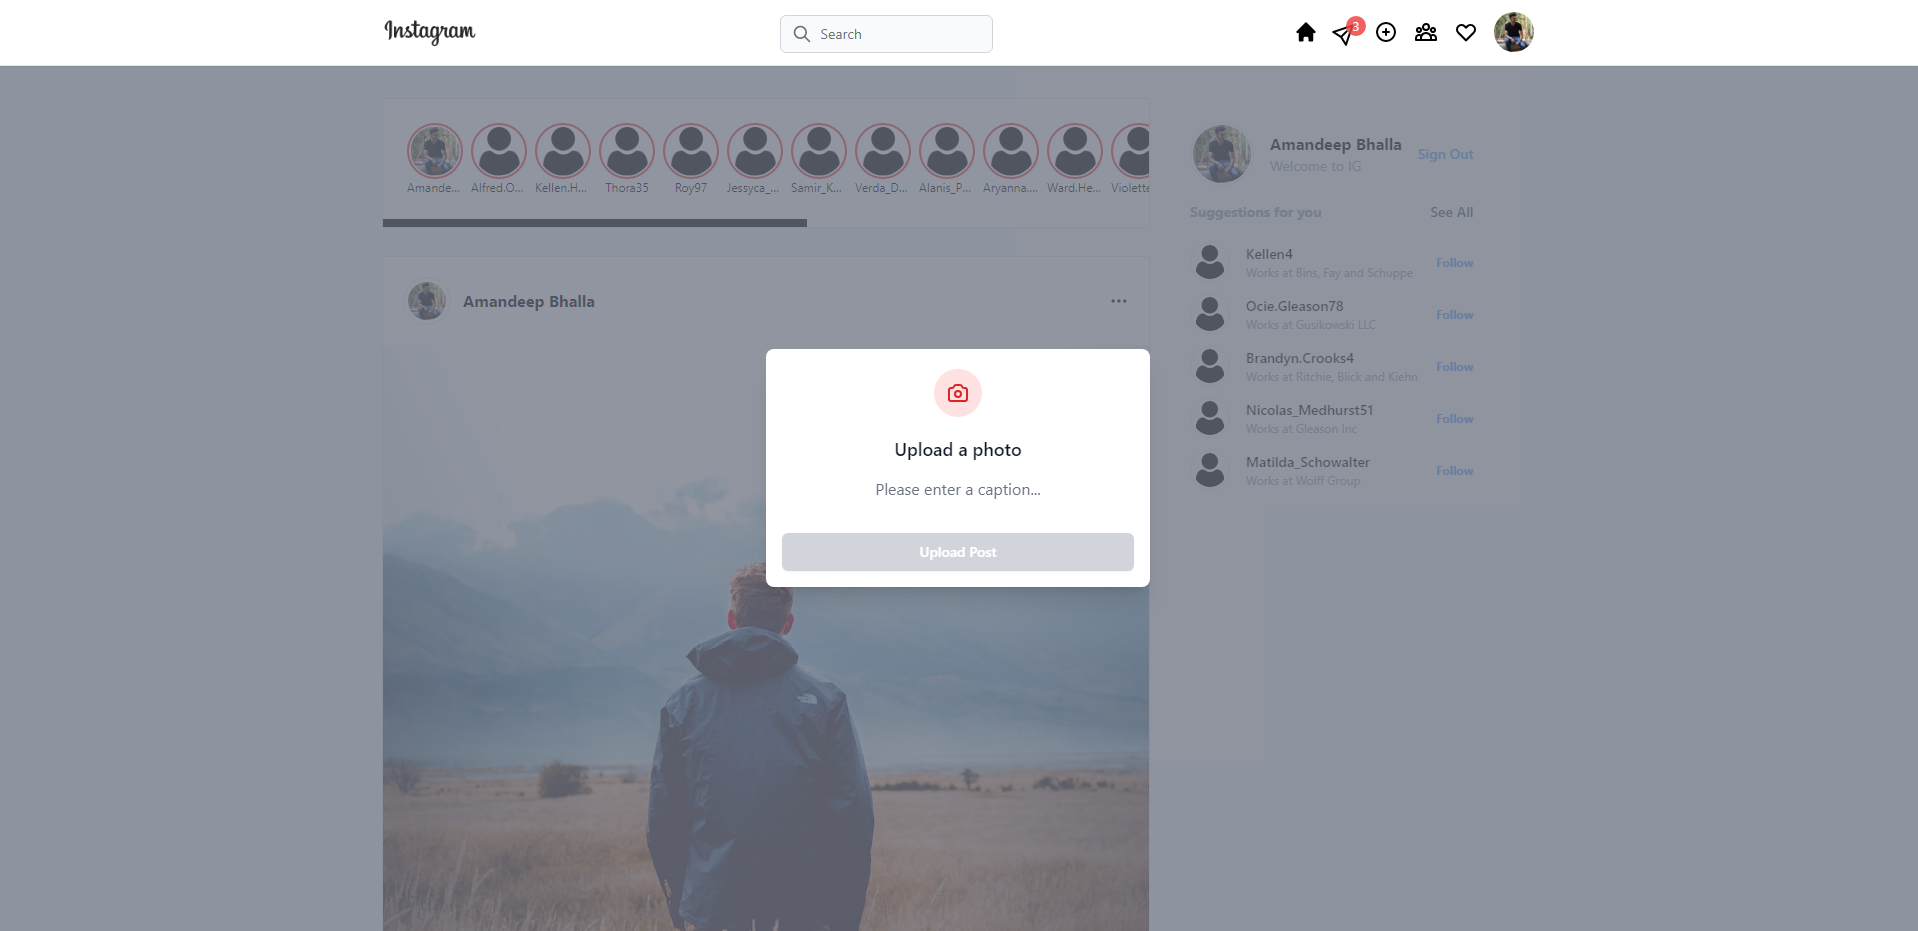 Instagram
Search
3
Amande...
Alfred.O...
Kellen.H...
Thora35
Roy97
Jessyca_...
Samir_K...
Verda_D...
Alanis_P...
Aryanna....
Ward.He...
Violette
Amandeep Bhalla
Welcome to IG
Sign Out
Suggestions for you
See All
Kellen4
Works at Bins, Fay and Schuppe
Follow
Ocie.Gleason78
Works at Gusikowski LLC
Follow
Brandyn.Crooks4
Works at Ritchie, Blick and Kiehn
Follow
Nicolas_Medhurst51
Works at Gleason Inc
Follow
Matilda_Schowalter
Works at Wolff Group
Follow
Amandeep Bhalla
Upload a photo
Please enter a caption...
Upload Post